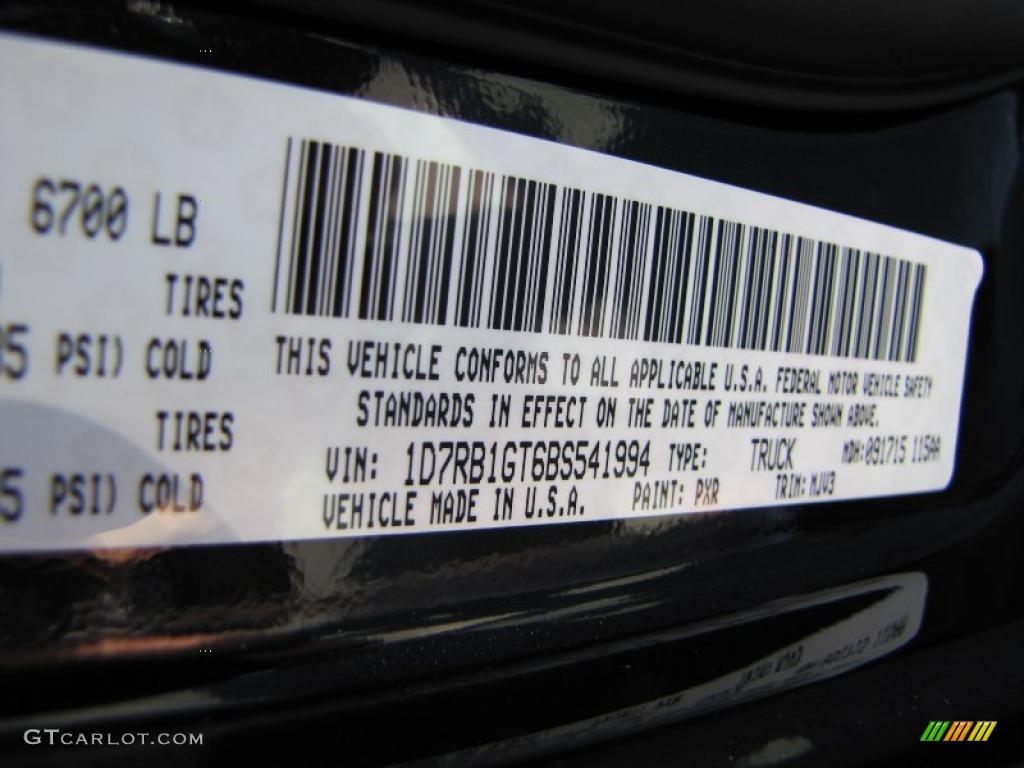 6700 LB
TIRES
PSI) COLD
TIRES
5 PSI) COLD
THIS VEHICLE CONFORMS TO ALL APPLICABLE U.S.A. FEDERAL MOTOR VEHICLE SAFETY
STANDARDS IN EFFECT ON THE DATE OF MANUFACTURE SHOWN ABOVE.
VIN: 1D7RB1GT6BS541994 TYPE: TRUCK MDH:091715 115AA
VEHICLE MADE IN U.S.A. PAINT: PXR TRIM: MJV3
GTCARLOT.COM